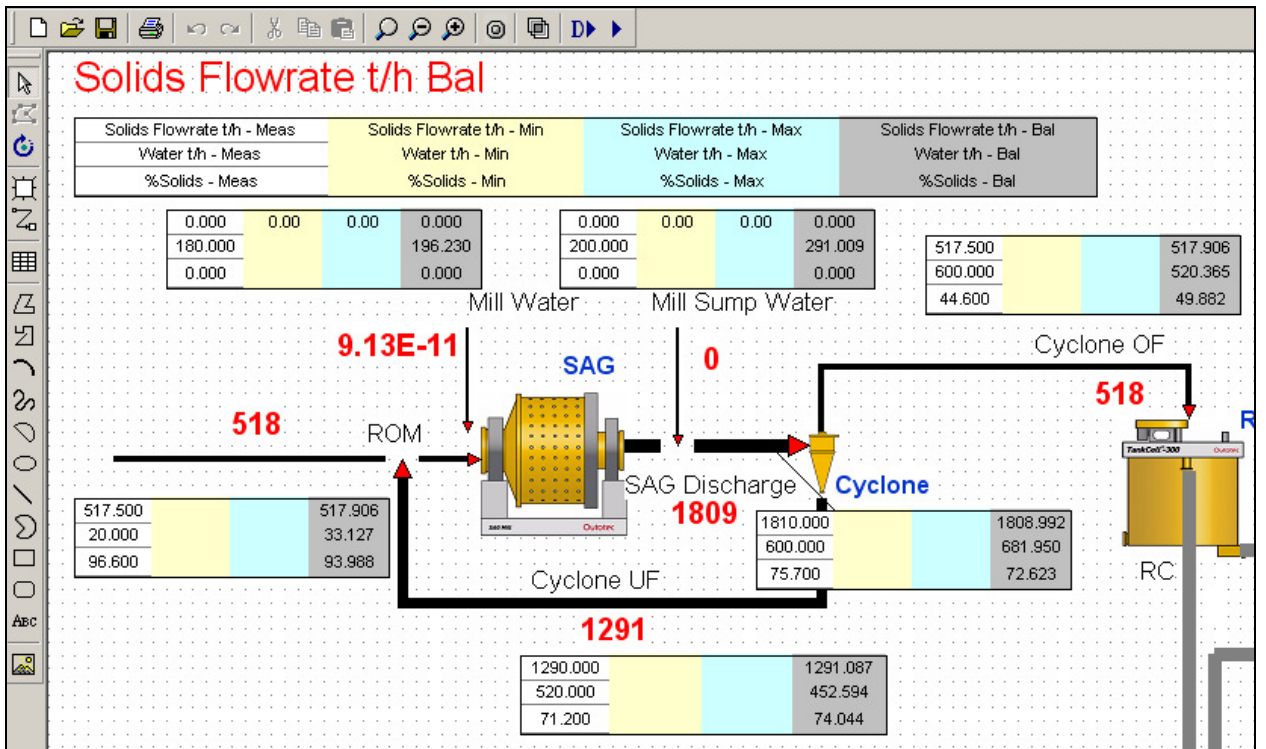 D
Solids Flowrate t/h Bal
Solids Flowrate t/h - Meas Solids Flowrate t/h - Min Solids Flowrate t/h - Max Solids Flowrate t/h - Bal
Water t/h - Meas Water t/h - Min Water t/h - Max Water t/h - Bal
%Solids - Meas %Solids - Min %Solids - Max %Solids - Bal
0.000 0.00 0.00 0.000
180.000 196.230
0.000 0.000
0.000 0.00 0.00 0.000
200.000 291.009
0.000 0.000
517.500 517.906
600.000 520.365
44.600 49.882
Mill Water
Mill Sump Water
9.13E-11
0
Cyclone OF
SAG
518
518
R
ROM
TankCell-300 Outotec
SAG Discharge
1809
Cyclone
SAG Mill Outotec
517.500 517.906
20.000 33.127
96.600 93.988
1810.000 1808.992
600.000 681.950
75.700 72.623
RC
Cyclone UF
1291
1290.000 1291.087
520.000 452.594
71.200 74.044
ABC